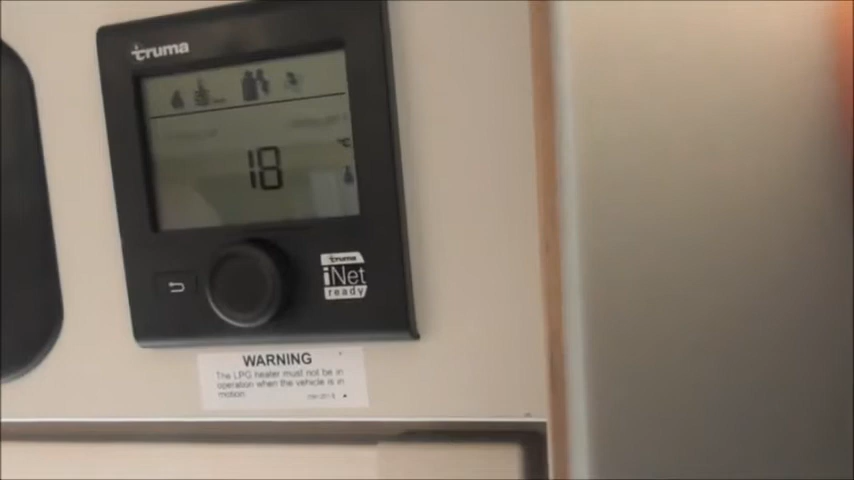 truma
°C
18
truma
iNet
ready
WARNING
The LPG heater must not be in
operation when the vehicle is in
motion